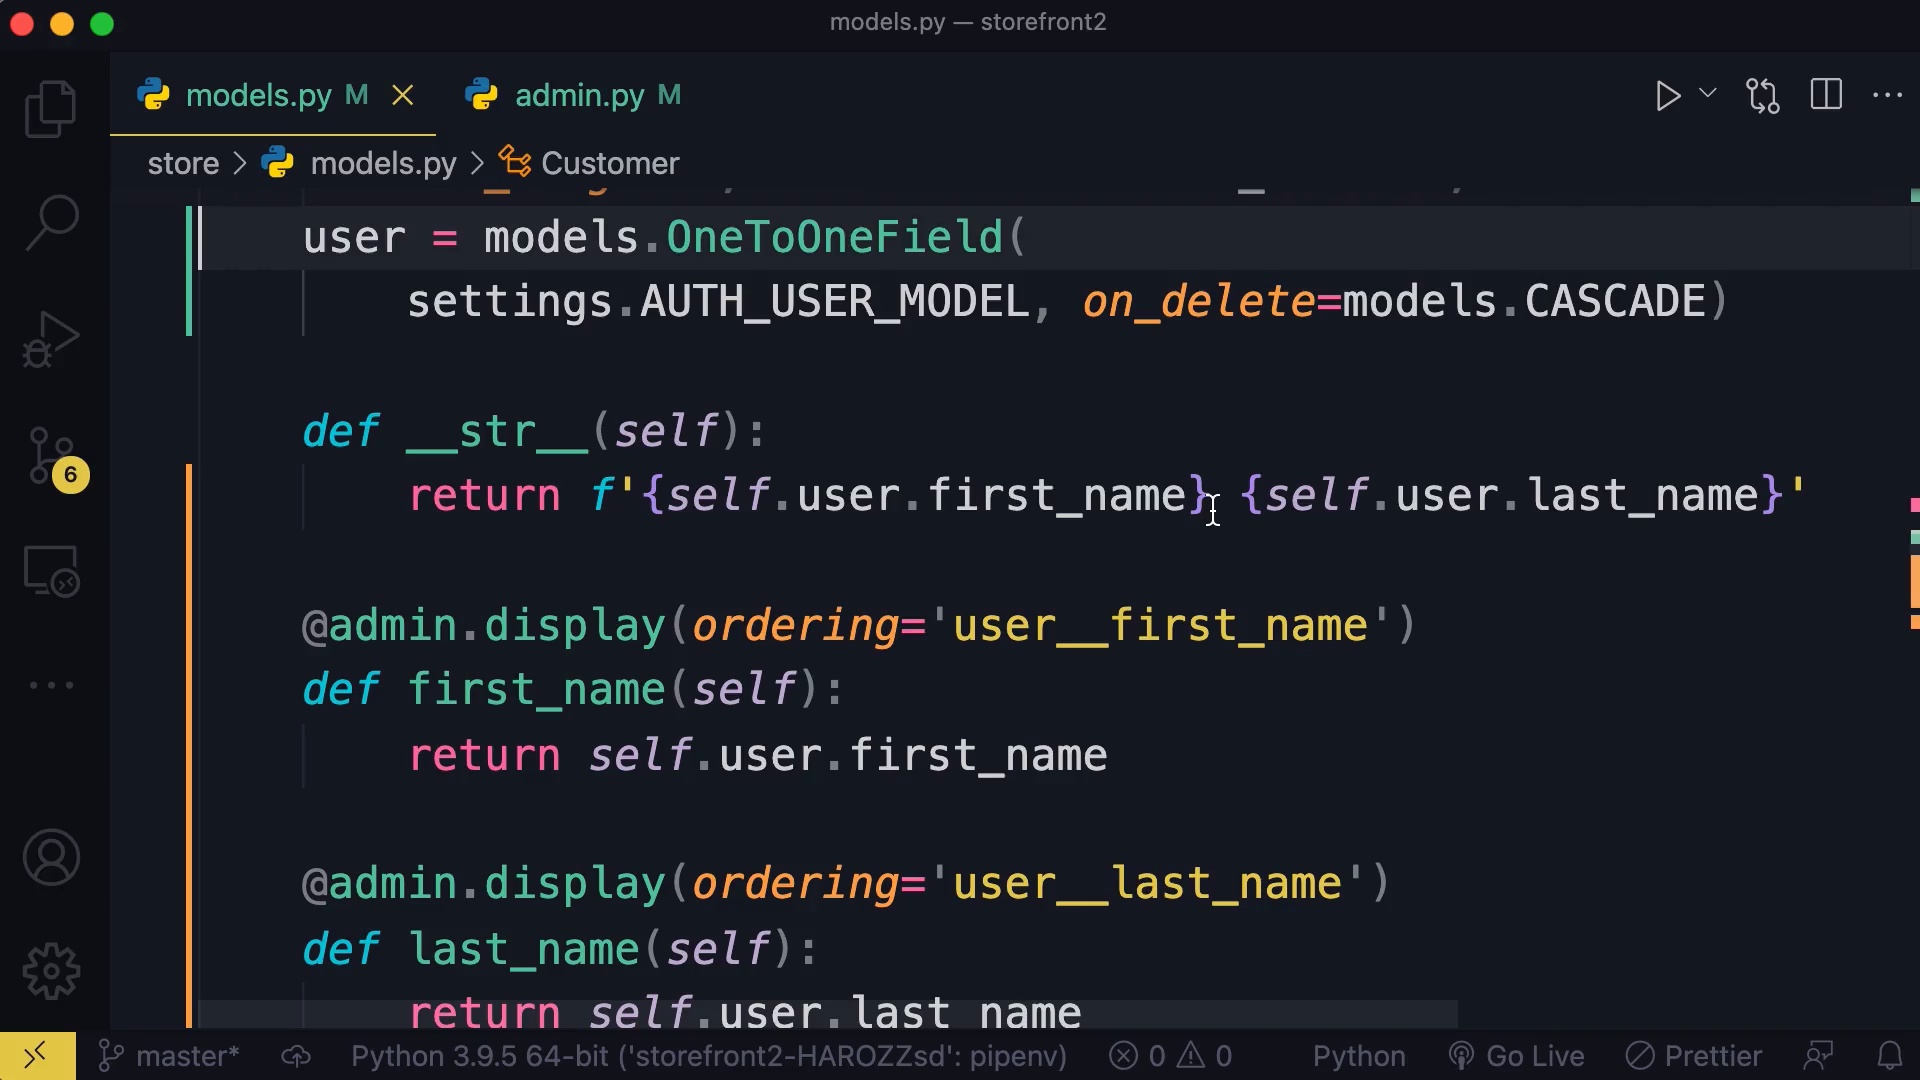 models.py — storefront2
models.py M admin.py M
store > models.py > Customer
user = models.OneToOneField(
settings.AUTH_USER_MODEL, on_delete=models.CASCADE)
def __str__(self):
return f'{self.user.first_name} {self.user.last_name}'
@admin.display(ordering='user__first_name')
def first_name(self):
return self.user.first_name
@admin.display(ordering='user__last_name')
def last_name(self):
return self.user.last_name
6
master* Python 3.9.5 64-bit ('storefront2-HAROZZsd': pipenv) 0 0 Python Go Live Prettier